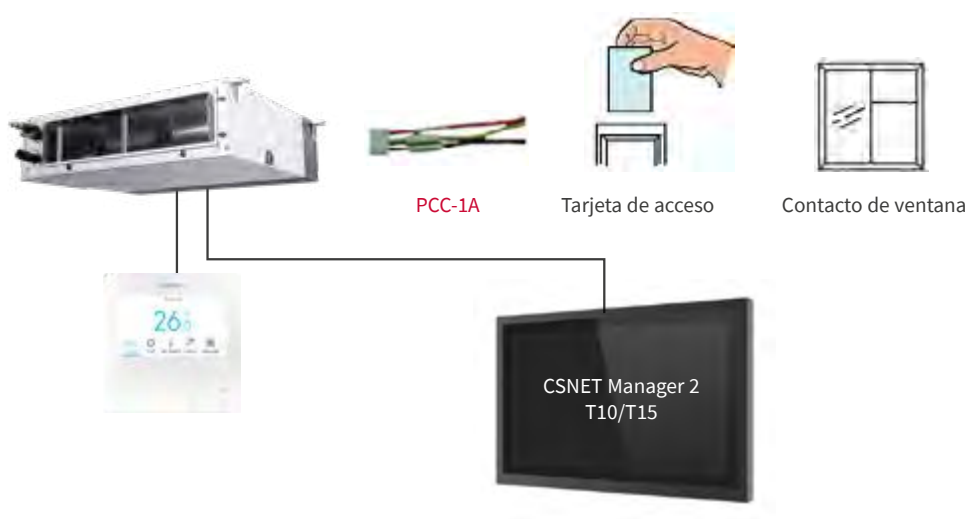 PCC-1A
Tarjeta de acceso
Contacto de ventana
26
CSNET Manager 2
T10/T15